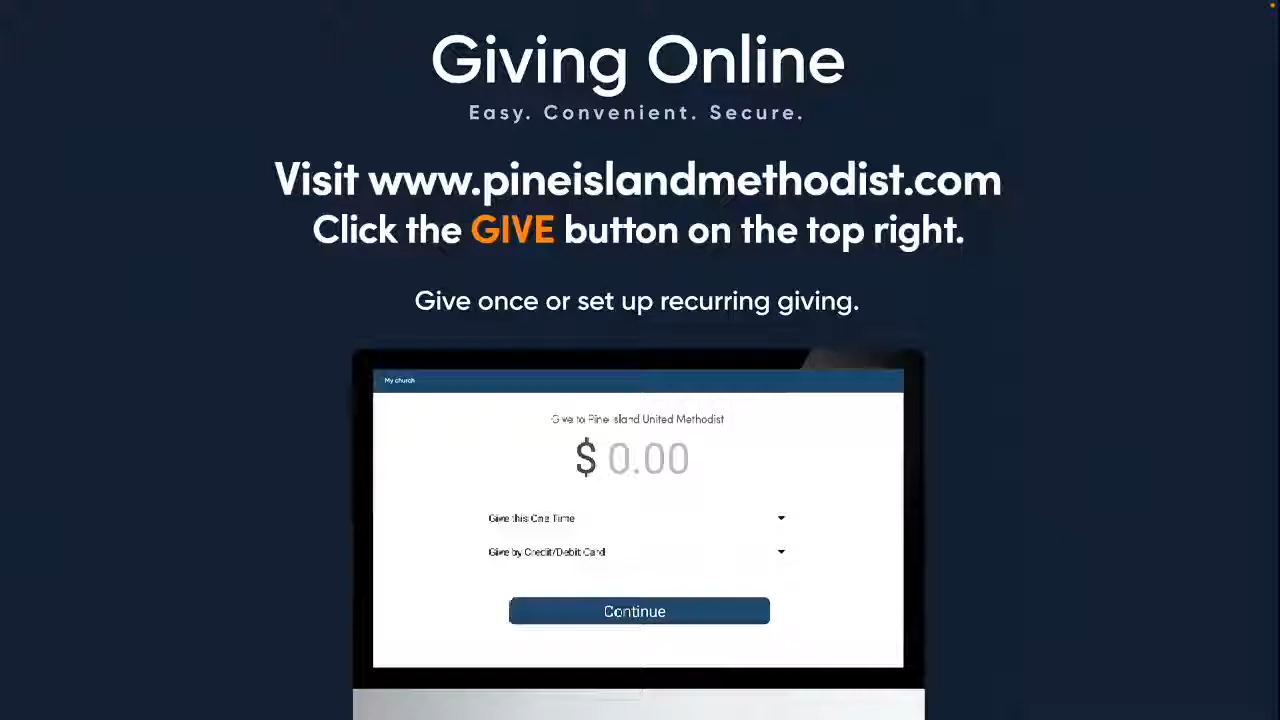 Giving Online
Easy. Convenient. Secure.
Visit www.pineislandmethodist.com
Click the GIVE button on the top right.
Give once or set up recurring giving.
My church
Give to Pine Island United Methodist
$ 0.00
Give this One Time
Give by Credit/Debit Card
Continue